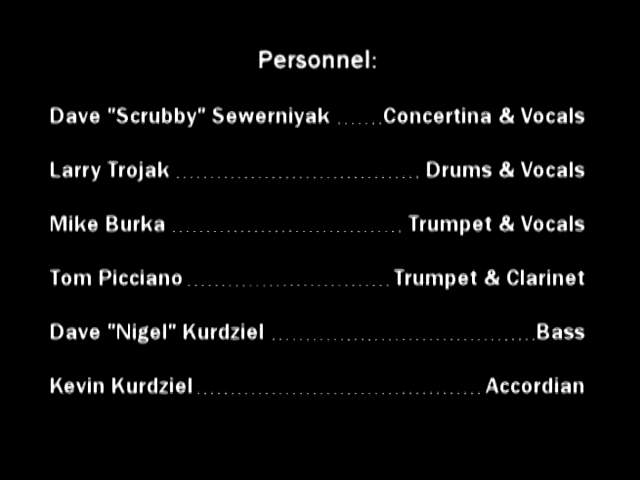 Personnel:
Dave "Scrubby" Sewerniyak .......Concertina & Vocals
Larry Trojak ................................... Drums & Vocals
Mike Burka ................................. Trumpet & Vocals
Tom Picciano ............................. Trumpet & Clarinet
Dave "Nigel" Kurdziel ......................................Bass
Kevin Kurdziel ......................................... Accordian